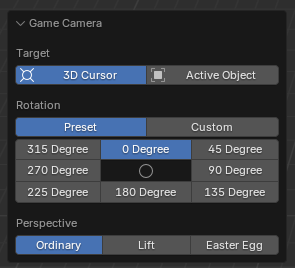 Game Camera
Target
3D Cursor Active Object
Rotation
Preset Custom
315 Degree 0 Degree 45 Degree
270 Degree 90 Degree
225 Degree 180 Degree 135 Degree
Perspective
Ordinary Lift Easter Egg